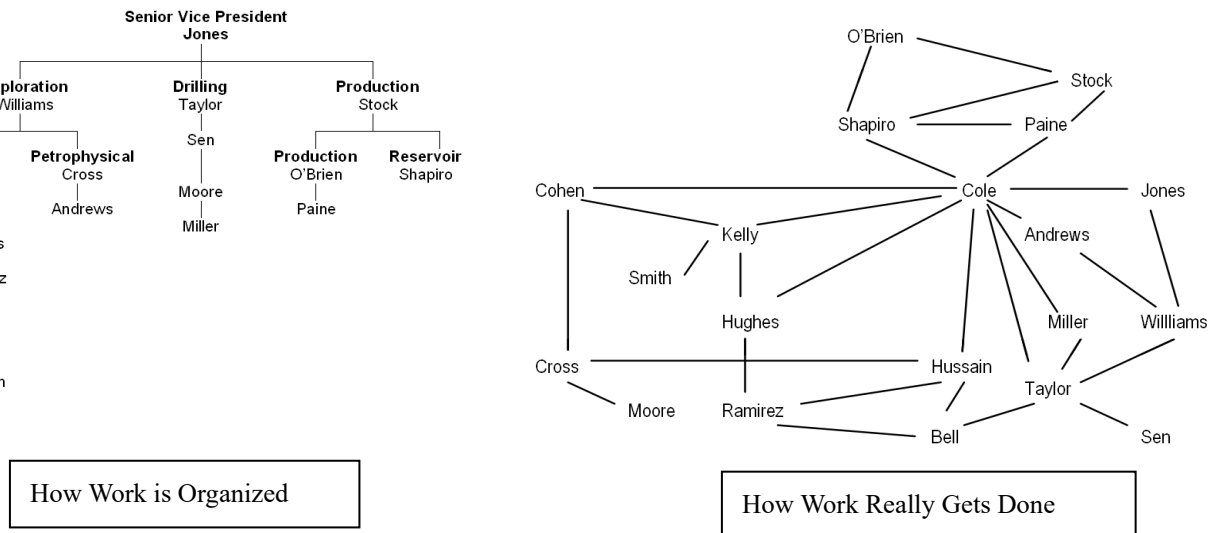 Senior Vice President
Jones
ploration Drilling Production
Williams Taylor Stock
Sen
Petrophysical Production Reservoir
Cross O'Brien Shapiro
Moore
Andrews Paine
Miller
s
z
How Work is Organized
O'Brien
Stock
Shapiro Paine
Cohen Cole Jones
Kelly Andrews
Smith
Hughes Miller Willliams
Cross Hussain
Taylor
Moore Ramirez
Bell Sen
How Work Really Gets Done